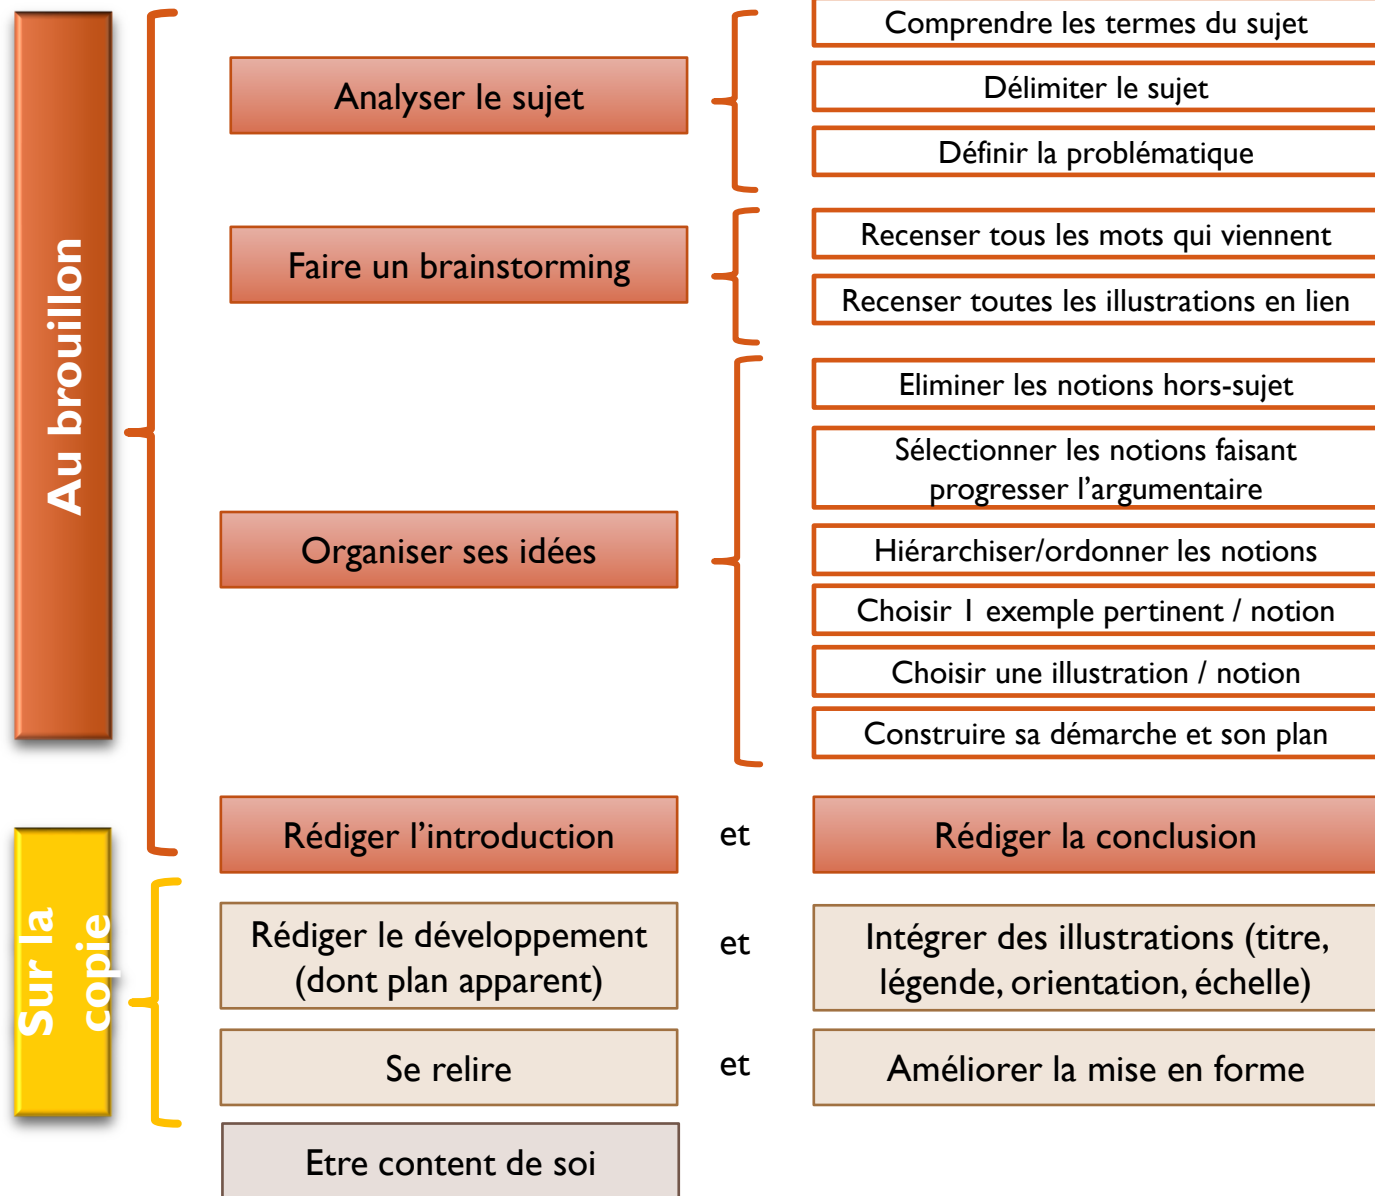 Au brouillon
Analyser le sujet
Comprendre les termes du sujet
Délimiter le sujet
Définir la problématique
Faire un brainstorming
Recenser tous les mots qui viennent
Recenser toutes les illustrations en lien
Organiser ses idées
Eliminer les notions hors-sujet
Sélectionner les notions faisant
progresser l’argumentaire
Hiérarchiser/ordonner les notions
Choisir 1 exemple pertinent / notion
Choisir une illustration / notion
Construire sa démarche et son plan
Rédiger l’introduction
et
Rédiger la conclusion
Sur la
copie
Rédiger le développement
(dont plan apparent)
et
Intégrer des illustrations (titre,
légende, orientation, échelle)
Se relire
et
Améliorer la mise en forme
Etre content de soi